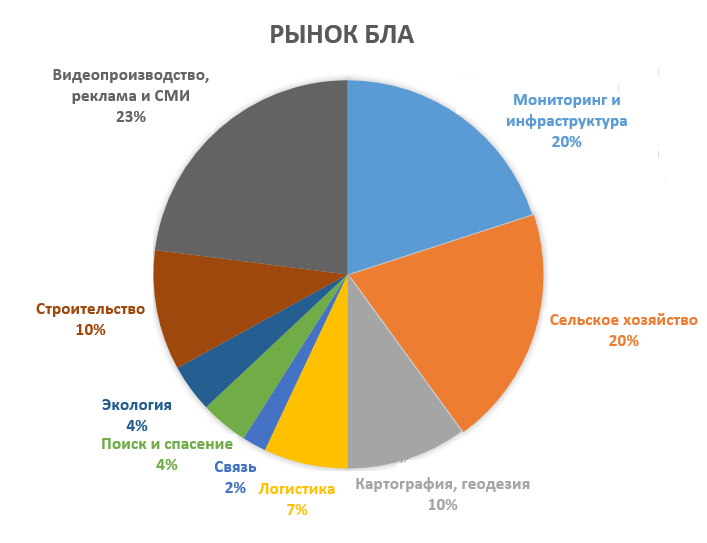 РЫНОК БЛА
Видеопроизводство,
реклама и СМИ
23%
Мониторинг и
инфраструктура
20%
Сельское хозяйство
20%
Строительство
10%
Экология
4%
Поиск и спасение
4%
Связь
2%
Логистика
7%
Картография, геодезия
10%